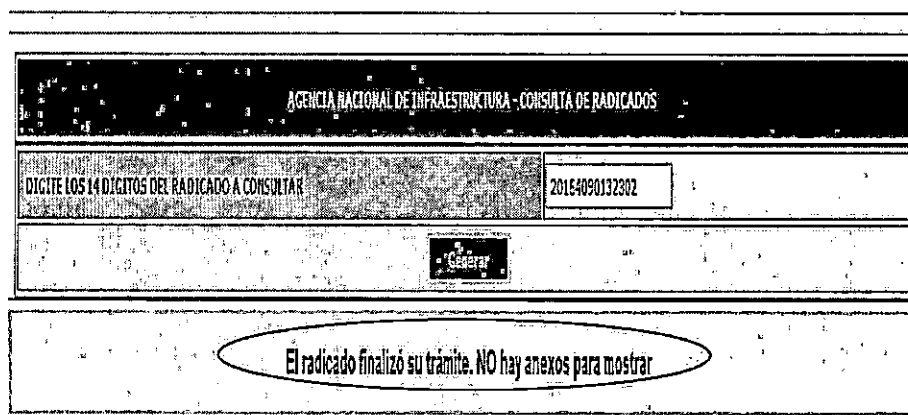 AGENCIA NACIONAL DE INFRAESTRUCTURA - CONSULTA DE RADICADOS
DIGITE LOS 14 DIGITOS DEL RADICADO A CONSULTAR
20164090132302
Generar
El radicado finalizó su trámite. NO hay anexos para mostrar